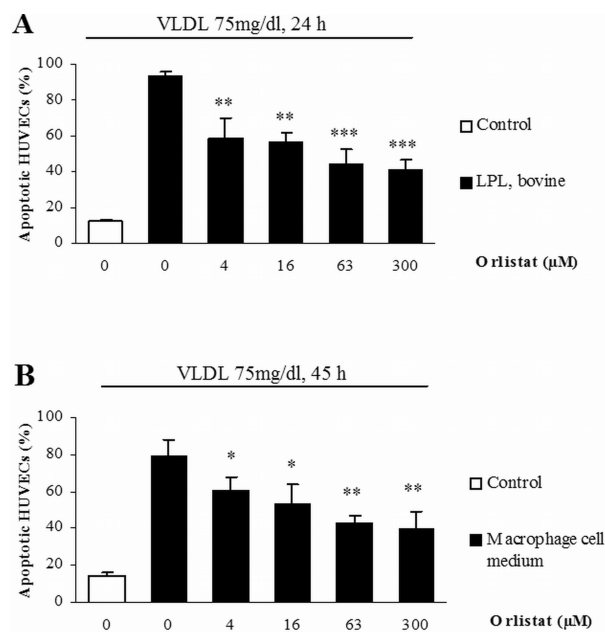 A
VLDL 75mg/dl, 24 h
Apoptotic HUVECs (%)
100
80
60
40
20
0
**
**
***
***
Control
LPL, bovine
0 0 4 16 63 300 Orlistat (µM)
B
VLDL 75mg/dl, 45 h
Apoptotic HUVECs (%)
100
80
60
40
20
0
*
*
**
**
Control
Macrophage cell
medium
0 0 4 16 63 300 Orlistat (µM)